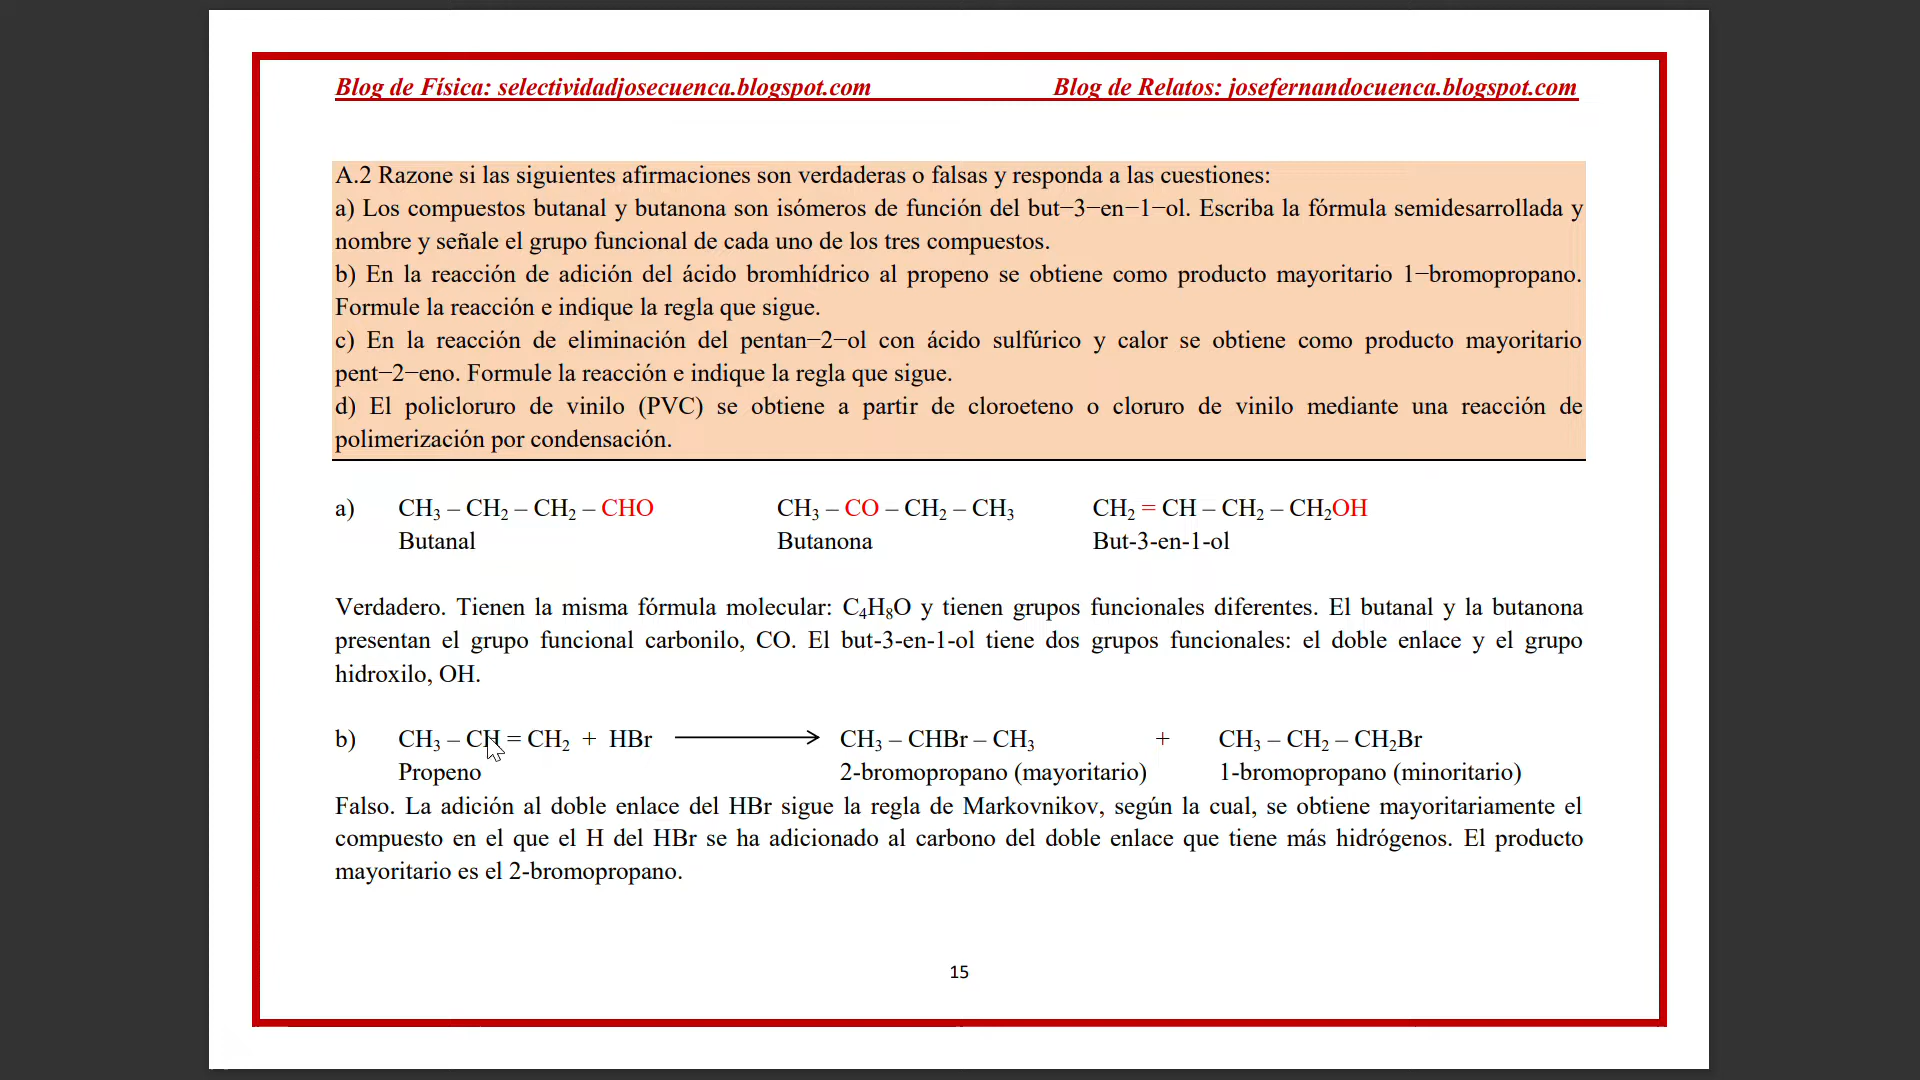 Blog de Física: selectividadjosecuenca.blogspot.com Blog de Relatos: josefernandocuenca.blogspot.com
A.2 Razone si las siguientes afirmaciones son verdaderas o falsas y responda a las cuestiones:
a) Los compuestos butanal y butanona son isómeros de función del but−3−en−1−ol. Escriba la fórmula semidesarrollada y
nombre y señale el grupo funcional de cada uno de los tres compuestos.
b) En la reacción de adición del ácido bromhídrico al propeno se obtiene como producto mayoritario 1−bromopropano.
Formule la reacción e indique la regla que sigue.
c) En la reacción de eliminación del pentan−2−ol con ácido sulfúrico y calor se obtiene como producto mayoritario
pent−2−eno. Formule la reacción e indique la regla que sigue.
d) El policloruro de vinilo (PVC) se obtiene a partir de cloroeteno o cloruro de vinilo mediante una reacción de
polimerización por condensación.
a) CH₃ – CH₂ – CH₂ – CHO CH₃ – CO – CH₂ – CH₃ CH₂ = CH – CH₂ – CH₂OH
Butanal Butanona But-3-en-1-ol
Verdadero. Tienen la misma fórmula molecular: C₄H₈O y tienen grupos funcionales diferentes. El butanal y la butanona
presentan el grupo funcional carbonilo, CO. El but-3-en-1-ol tiene dos grupos funcionales: el doble enlace y el grupo
hidroxilo, OH.
b) CH₃ – CH = CH₂ + HBr ⟶ CH₃ – CHBr – CH₃ + CH₃ – CH₂ – CH₂Br
Propeno 2-bromopropano (mayoritario) 1-bromopropano (minoritario)
Falso. La adición al doble enlace del HBr sigue la regla de Markovnikov, según la cual, se obtiene mayoritariamente el
compuesto en el que el H del HBr se ha adicionado al carbono del doble enlace que tiene más hidrógenos. El producto
mayoritario es el 2-bromopropano.
15